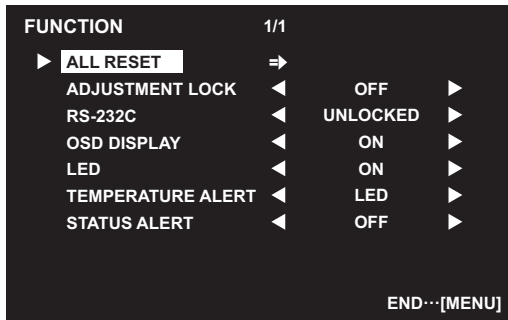 FUNCTION 1/1
ALL RESET
ADJUSTMENT LOCK OFF
RS-232C UNLOCKED
OSD DISPLAY ON
LED ON
TEMPERATURE ALERT LED
STATUS ALERT OFF
END···[MENU]